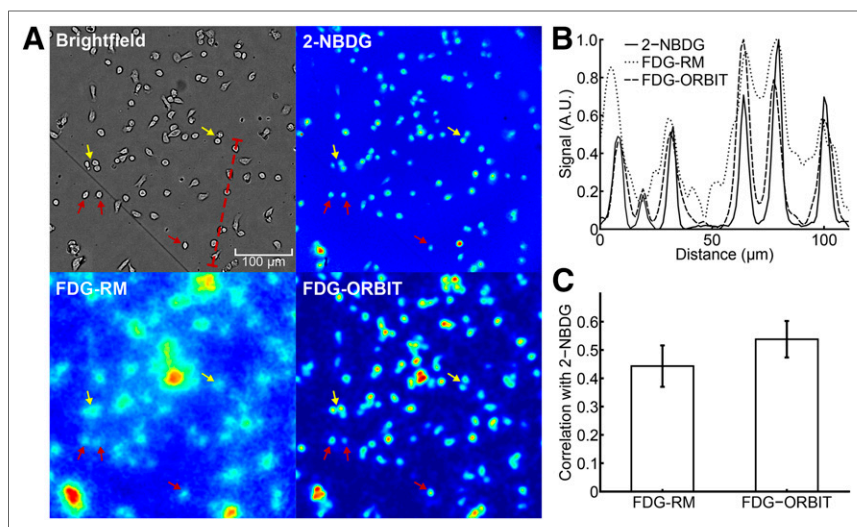 A
Brightfield
2-NBDG
100 µm
FDG-RM
FDG-ORBIT
B
Signal (A.U.)
1.0
0.8
0.6
0.4
0.2
0
0
50
100
Distance (µm)
2-NBDG
FDG-RM
FDG-ORBIT
C
Correlation with 2-NBDG
0.6
0.5
0.4
0.3
0.2
0.1
0
FDG-RM
FDG-ORBIT